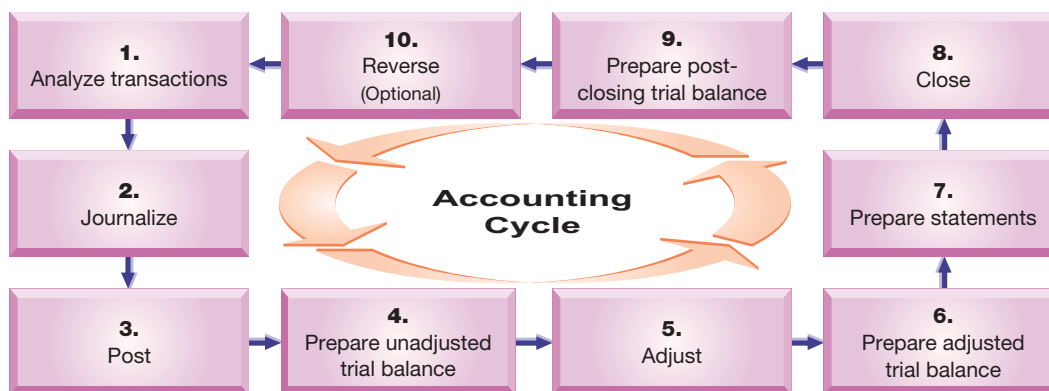 1.
Analyze transactions
10.
Reverse
(Optional)
9.
Prepare post-
closing trial balance
8.
Close
2.
Journalize
Accounting
Cycle
7.
Prepare statements
3.
Post
4.
Prepare unadjusted
trial balance
5.
Adjust
6.
Prepare adjusted
trial balance